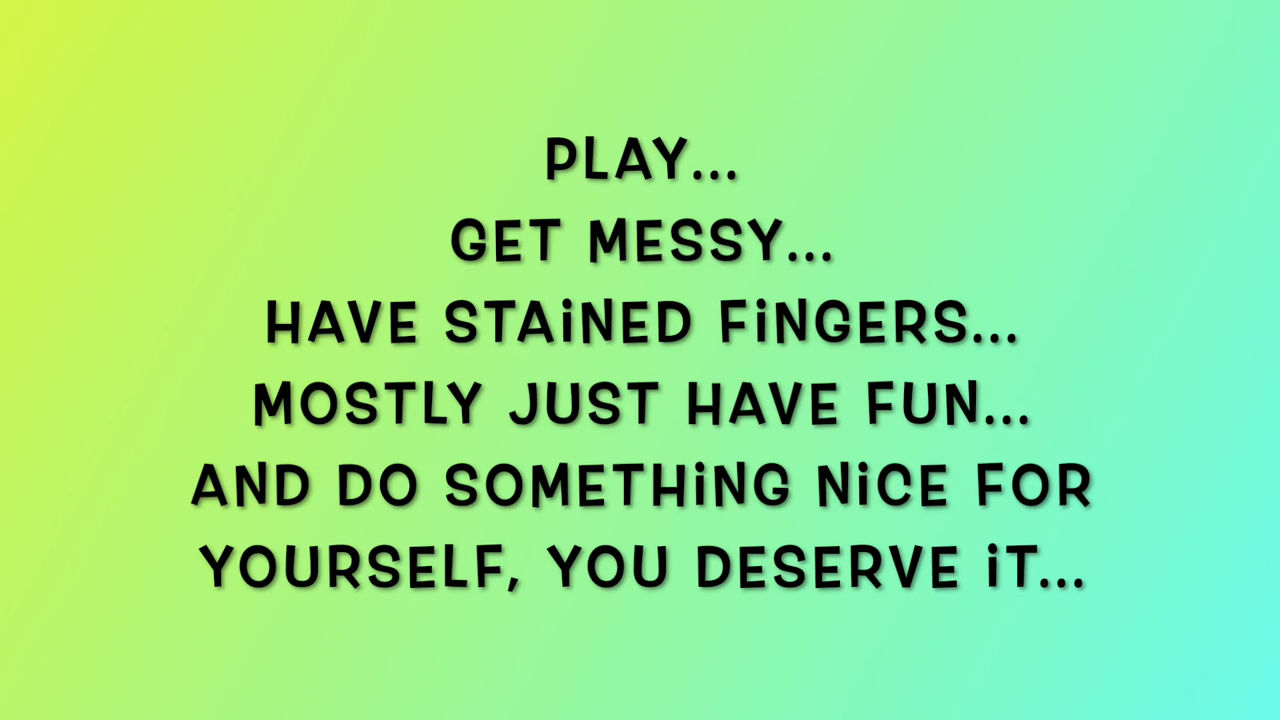 PLAY...
GET MESSY...
HAVE STAiNED FiNGERS...
MOSTLY JUST HAVE FUN...
AND DO SOMETHiNG NiCE FOR
YOURSELF, YOU DESERVE iT...